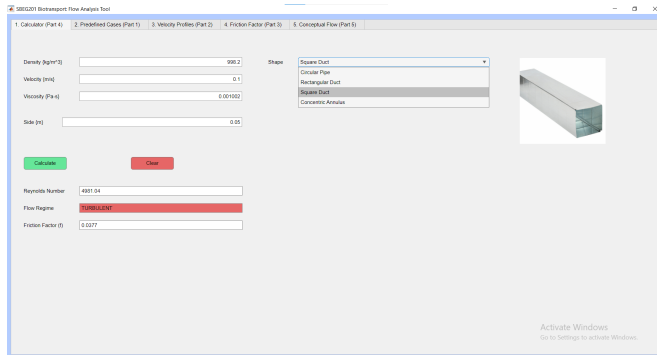 SBEG201 Biotransport Flow Analysis Tool
1. Calculator (Part 4) 2. Predefined Cases (Part 1) 3. Velocity Profiles (Part 2) 4. Friction Factor (Part 3) 5. Conceptual Flow (Part 5)
Density (kg/m^3) 998.2 Shape Square Duct
Circular Pipe
Velocity (m/s) 0.1 Rectangular Duct
Square Duct
Viscosity (Pa·s) 0.001002
Concentric Annulus
Side (m) 0.05
Calculate Clear
Reynolds Number 4981.04
Flow Regime TURBULENT
Friction Factor (f) 0.0377
Activate Windows
Go to Settings to activate Windows.